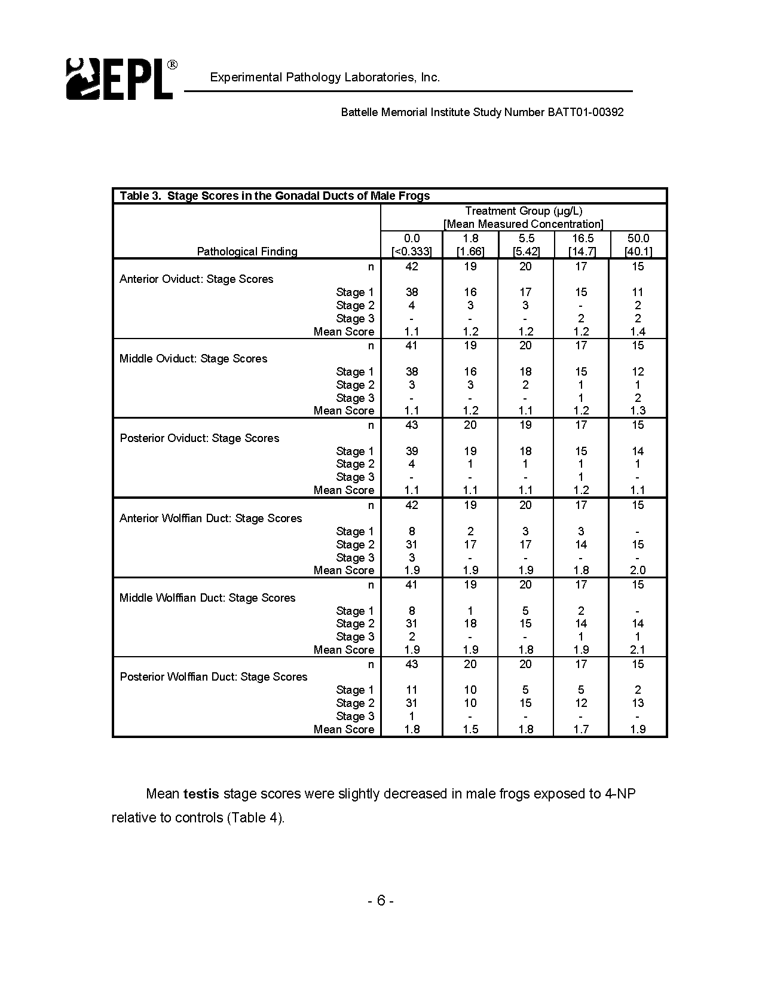 EPL®
Experimental Pathology Laboratories, Inc.
Battelle Memorial Institute Study Number BATT01-00392
Table 3. Stage Scores in the Gonadal Ducts of Male Frogs
Treatment Group (µg/L)
[Mean Measured Concentration]
0.0 1.8 5.5 16.5 50.0
Pathological Finding [<0.333] [1.66] [5.42] [14.7] [40.1]
n 42 19 20 17 15
Anterior Oviduct: Stage Scores
Stage 1 38 16 17 15 11
Stage 2 4 3 3 - 2
Stage 3 - - - 2 2
Mean Score 1.1 1.2 1.2 1.2 1.4
n 41 19 20 17 15
Middle Oviduct: Stage Scores
Stage 1 38 16 18 15 12
Stage 2 3 3 2 1 1
Stage 3 - - - 1 2
Mean Score 1.1 1.2 1.1 1.2 1.3
n 43 20 19 17 15
Posterior Oviduct: Stage Scores
Stage 1 39 19 18 15 14
Stage 2 4 1 1 1 1
Stage 3 - - - 1 -
Mean Score 1.1 1.1 1.1 1.2 1.1
n 42 19 20 17 15
Anterior Wolffian Duct: Stage Scores
Stage 1 8 2 3 3 -
Stage 2 31 17 17 14 15
Stage 3 3 - - - -
Mean Score 1.9 1.9 1.9 1.8 2.0
n 41 19 20 17 15
Middle Wolffian Duct: Stage Scores
Stage 1 8 1 5 2 -
Stage 2 31 18 15 14 14
Stage 3 2 - - 1 1
Mean Score 1.9 1.9 1.8 1.9 2.1
n 43 20 20 17 15
Posterior Wolffian Duct: Stage Scores
Stage 1 11 10 5 5 2
Stage 2 31 10 15 12 13
Stage 3 1 - - - -
Mean Score 1.8 1.5 1.8 1.7 1.9
Mean testis stage scores were slightly decreased in male frogs exposed to 4-NP
relative to controls (Table 4).
- 6 -